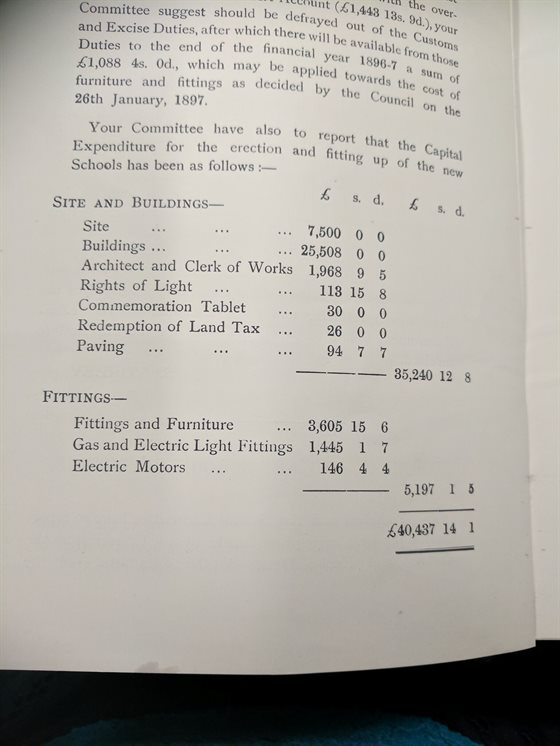 Account (£1,443 13s. 9d.), your
Committee suggest should be defrayed out of the Customs
and Excise Duties, after which there will be available from those
Duties to the end of the financial year 1896-7 a sum of
£1,088 4s. 0d., which may be applied towards the cost of
furniture and fittings as decided by the Council on the
26th January, 1897.
Your Committee have also to report that the Capital
Expenditure for the erection and fitting up of the new
Schools has been as follows :—
£ s. d. £ s. d.
SITE AND BUILDINGS—
Site ... ... ... 7,500 0 0
Buildings ... ... ... 25,508 0 0
Architect and Clerk of Works 1,968 9 5
Rights of Light ... ... 113 15 8
Commemoration Tablet ... 30 0 0
Redemption of Land Tax ... 26 0 0
Paving ... ... ... 94 7 7
35,240 12 8
FITTINGS—
Fittings and Furniture ... 3,605 15 6
Gas and Electric Light Fittings 1,445 1 7
Electric Motors ... ... 146 4 4
5,197 1 5
£40,437 14 1